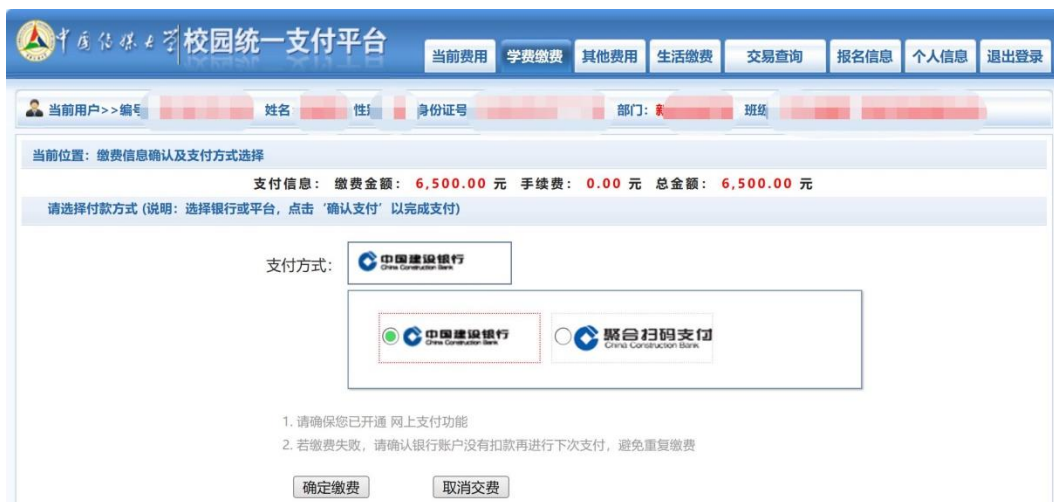 中国传媒大学校园统一支付平台
当前费用 学费缴费 其他费用 生活缴费 交易查询 报名信息 个人信息 退出登录
当前用户>>编号 姓名 性 身份证号 部门: 班级
当前位置：缴费信息确认及支付方式选择
支付信息： 缴费金额： 6,500.00 元 手续费： 0.00 元 总金额： 6,500.00 元
请选择付款方式 (说明：选择银行或平台，点击‘确认支付’以完成支付)
支付方式:
中国建设银行
China Construction Bank
中国建设银行
China Construction Bank
聚合扫码支付
China Construction Bank
1. 请确保您已开通 网上支付功能
2. 若缴费失败，请确认银行账户没有扣款再进行下次支付，避免重复缴费
确定缴费 取消交费